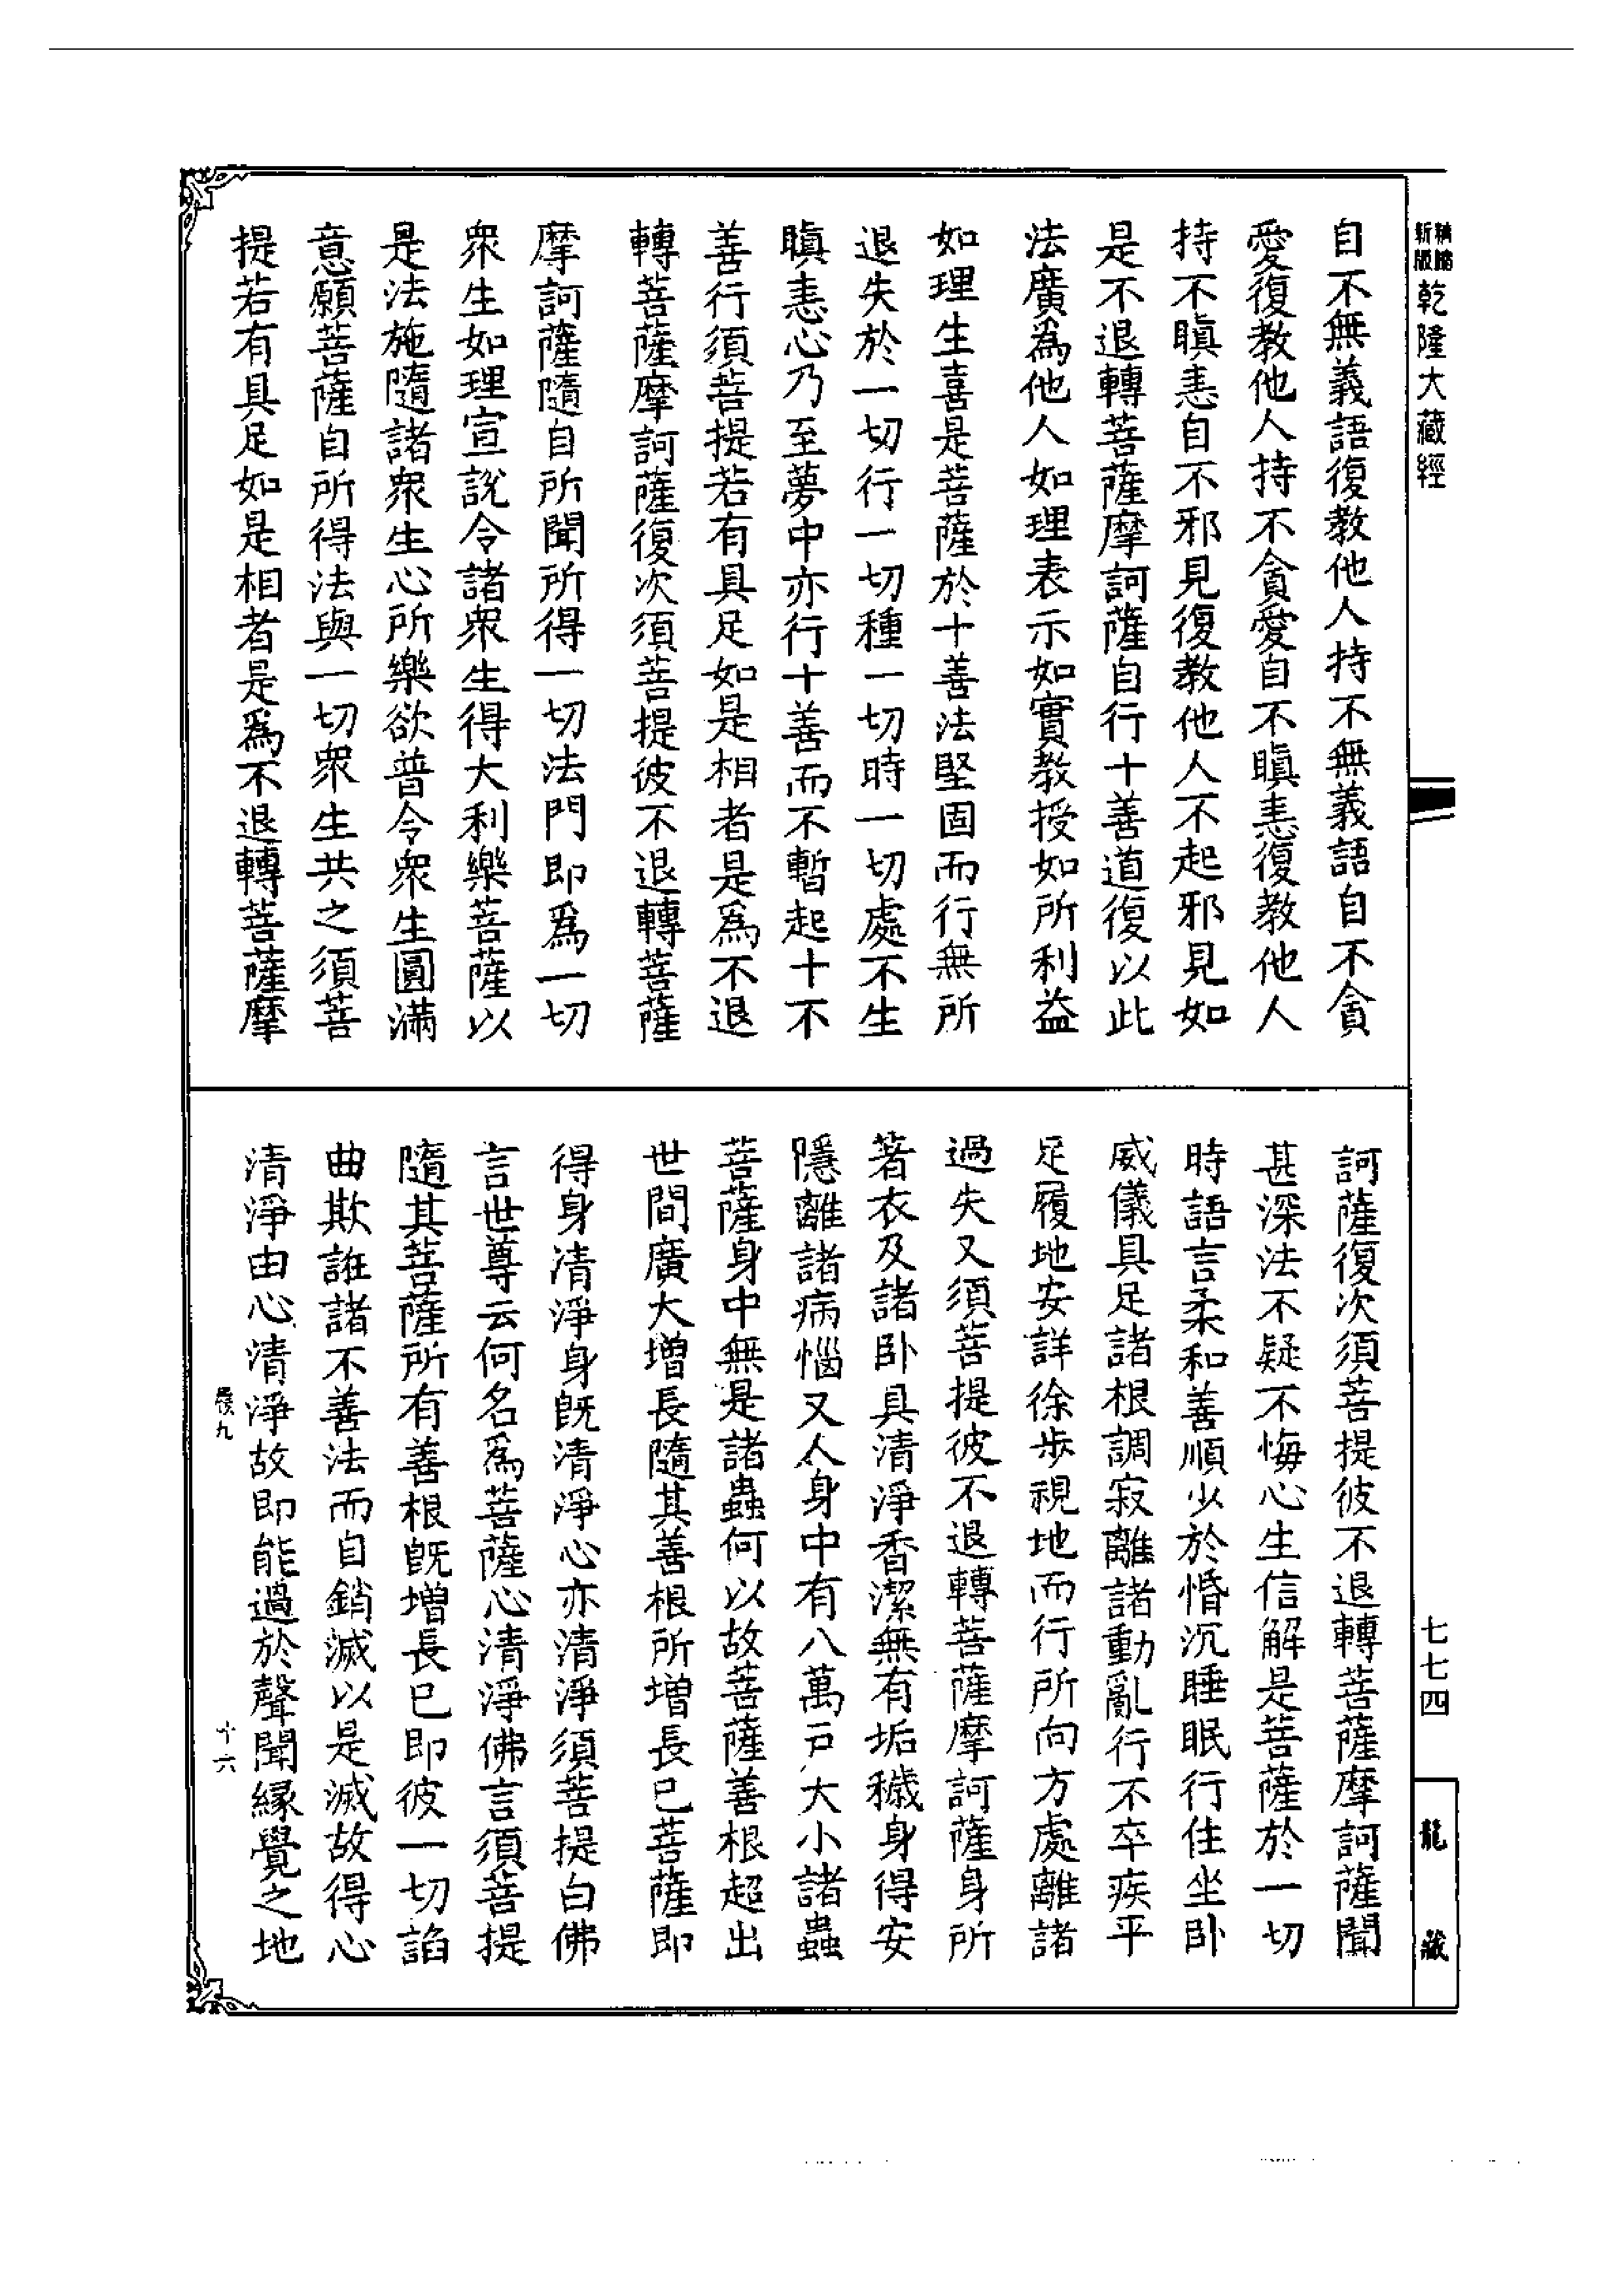 新版
乾隆大藏經
七七四
龍藏
自不無義語復教他人持不無義語自不貪
愛復教他人持不貪愛自不瞋恚復教他人
持不瞋恚自不邪見復教他人不起邪見如
是不退轉菩薩摩訶薩自行十善道復以此
法廣爲他人如理表示如實教授如所利益
如理生喜是菩薩於十善法堅固而行無所
退失於一切行一切種一切時一切處不生
瞋恚心乃至夢中亦行十善而不暫起十不
善行須菩提若有具足如是相者是爲不退
轉菩薩摩訶薩復次須菩提彼不退轉菩薩
摩訶薩隨自所聞所得一切法門即爲一切
衆生如理宣說令諸衆生得大利樂菩薩以
是法施隨諸衆生心所樂欲普令衆生圓滿
意願菩薩自所得法與一切衆生共之須菩
提若有具足如是相者是爲不退轉菩薩摩
訶薩復次須菩提彼不退轉菩薩摩訶薩聞
甚深法不疑不悔心生信解是菩薩於一切
時語言柔和善順少於惛沉睡眠行住坐卧
威儀具足諸根調寂離諸動亂行不卒疾平
足履地安詳徐步視地而行所向方處離諸
過失又須菩提彼不退轉菩薩摩訶薩身所
著衣及諸卧具清淨香潔無有垢穢身得安
隱離諸病惱又人身中有八萬戸大小諸蟲
菩薩身中無是諸蟲何以故菩薩善根超出
世間廣大增長隨其善根所增長已菩薩即
得身清淨身旣清淨心亦清淨須菩提白佛
言世尊云何名爲菩薩心清淨佛言須菩提
隨其菩薩所有善根旣增長已即彼一切諂
曲欺誑諸不善法而自銷滅以是滅故得心
清淨由心清淨故即能過於聲聞緣覺之地
十六